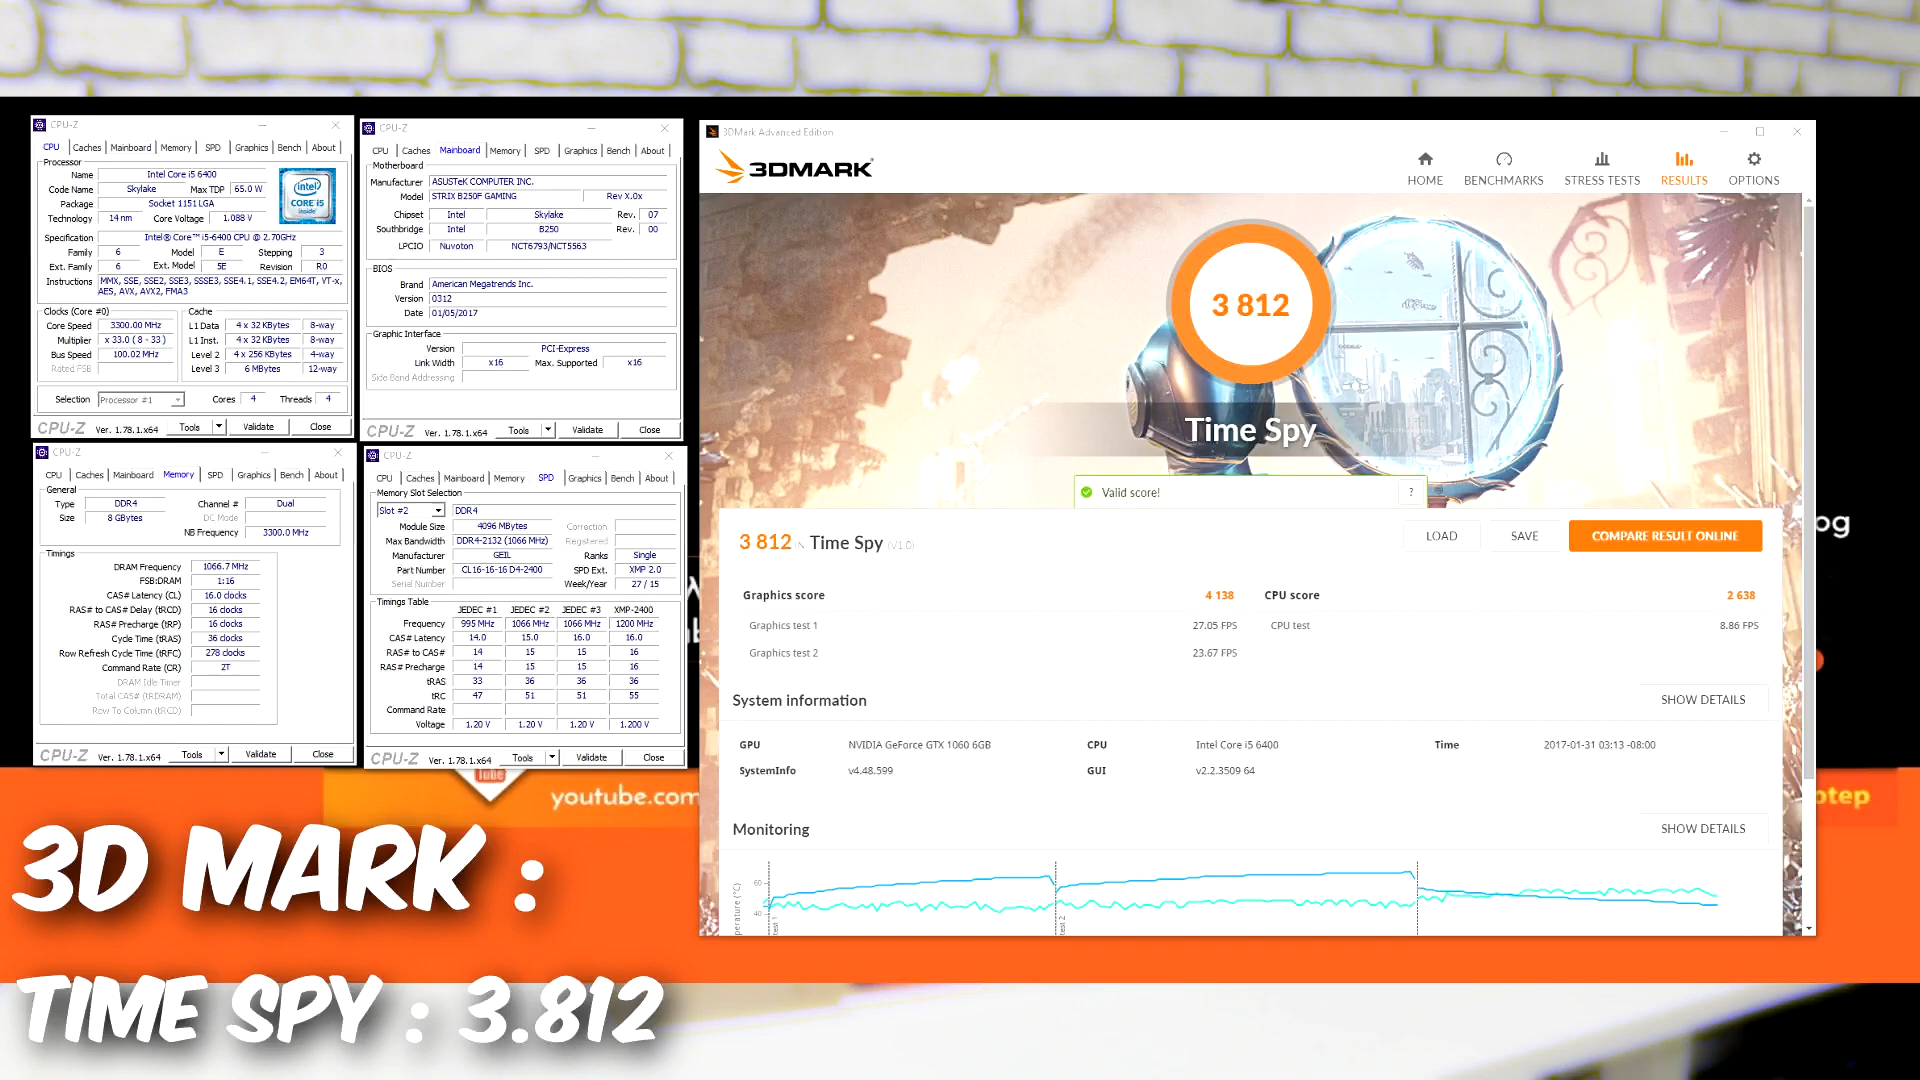 CPU-Z
CPU Caches Mainboard Memory SPD Graphics Bench About
Processor
Name Intel Core i5 6400
Code Name Skylake Max TDP 65.0 W
Package Socket 1151 LGA
Technology 14 nm Core Voltage 1.088 V
intel
CORE i5
inside
Specification Intel® Core™ i5-6400 CPU @ 2.70GHz
Family 6 Model E Stepping 3
Ext. Family 6 Ext. Model 5E Revision R0
Instructions MMX, SSE, SSE2, SSE3, SSSE3, SSE4.1, SSE4.2, EM64T, VT-x,
AES, AVX, AVX2, FMA3
Clocks (Core #0) Cache
Core Speed 3300.00 MHz L1 Data 4 x 32 KBytes 8-way
Multiplier x 33.0 ( 8 - 33 ) L1 Inst. 4 x 32 KBytes 8-way
Bus Speed 100.02 MHz Level 2 4 x 256 KBytes 4-way
Rated FSB Level 3 6 MBytes 12-way
Selection Processor #1 Cores 4 Threads 4
CPU-Z Ver. 1.78.1.x64 Tools Validate Close
CPU-Z
CPU Caches Mainboard Memory SPD Graphics Bench About
Motherboard
Manufacturer ASUSTeK COMPUTER INC.
Model STRIX B250F GAMING Rev X.0x
Chipset Intel Skylake Rev. 07
Southbridge Intel B250 Rev. 00
LPCIO Nuvoton NCT6793/NCT5563
BIOS
Brand American Megatrends Inc.
Version 0312
Date 01/05/2017
Graphic Interface
Version PCI-Express
Link Width x16 Max. Supported x16
Side Band Addressing
CPU-Z Ver. 1.78.1.x64 Tools Validate Close
CPU-Z
CPU Caches Mainboard Memory SPD Graphics Bench About
General
Type DDR4 Channel # Dual
Size 8 GBytes DC Mode
NB Frequency 3300.0 MHz
Timings
DRAM Frequency 1066.7 MHz
FSB:DRAM 1:16
CAS# Latency (CL) 16.0 clocks
RAS# to CAS# Delay (tRCD) 16 clocks
RAS# Precharge (tRP) 16 clocks
Cycle Time (tRAS) 36 clocks
Row Refresh Cycle Time (tRFC) 278 clocks
Command Rate (CR) 2T
DRAM Idle Timer
Total CAS# (tRDRAM)
Row To Column (tRCD)
CPU-Z Ver. 1.78.1.x64 Tools Validate Close
CPU-Z
CPU Caches Mainboard Memory SPD Graphics Bench About
Memory Slot Selection
Slot #2 DDR4
Module Size 4096 MBytes Correction
Max Bandwidth DDR4-2132 (1066 MHz) Registered
Manufacturer GEIL Ranks Single
Part Number CL16-16-16 D4-2400 SPD Ext. XMP 2.0
Serial Number Week/Year 27 / 15
Timings Table
JEDEC #1 JEDEC #2 JEDEC #3 XMP-2400
Frequency 995 MHz 1066 MHz 1066 MHz 1200 MHz
CAS# Latency 14.0 15.0 16.0 16.0
RAS# to CAS# 14 15 15 16
RAS# Precharge 14 15 15 16
tRAS 33 36 36 36
tRC 47 51 51 55
Command Rate
Voltage 1.20 V 1.20 V 1.20 V 1.200 V
CPU-Z Ver. 1.78.1.x64 Tools Validate Close
3DMark Advanced Edition
3DMARK
HOME BENCHMARKS STRESS TESTS RESULTS OPTIONS
3 812
Time Spy
Valid score! ?
3 812 Time Spy (V1.0) LOAD SAVE COMPARE RESULT ONLINE
Graphics score 4 138 CPU score 2 638
Graphics test 1 27.05 FPS CPU test 8.86 FPS
Graphics test 2 23.67 FPS
System information SHOW DETAILS
GPU NVIDIA GeForce GTX 1060 6GB CPU Intel Core i5 6400 Time 2017-01-31 03:13 -08:00
SystemInfo v4.48.599 GUI v2.2.3509 64
Monitoring SHOW DETAILS
60
40
perature (°C)
test 1
test 2
og
Tube
youtube.com
otep
3D MARK :
TIME SPY : 3.812